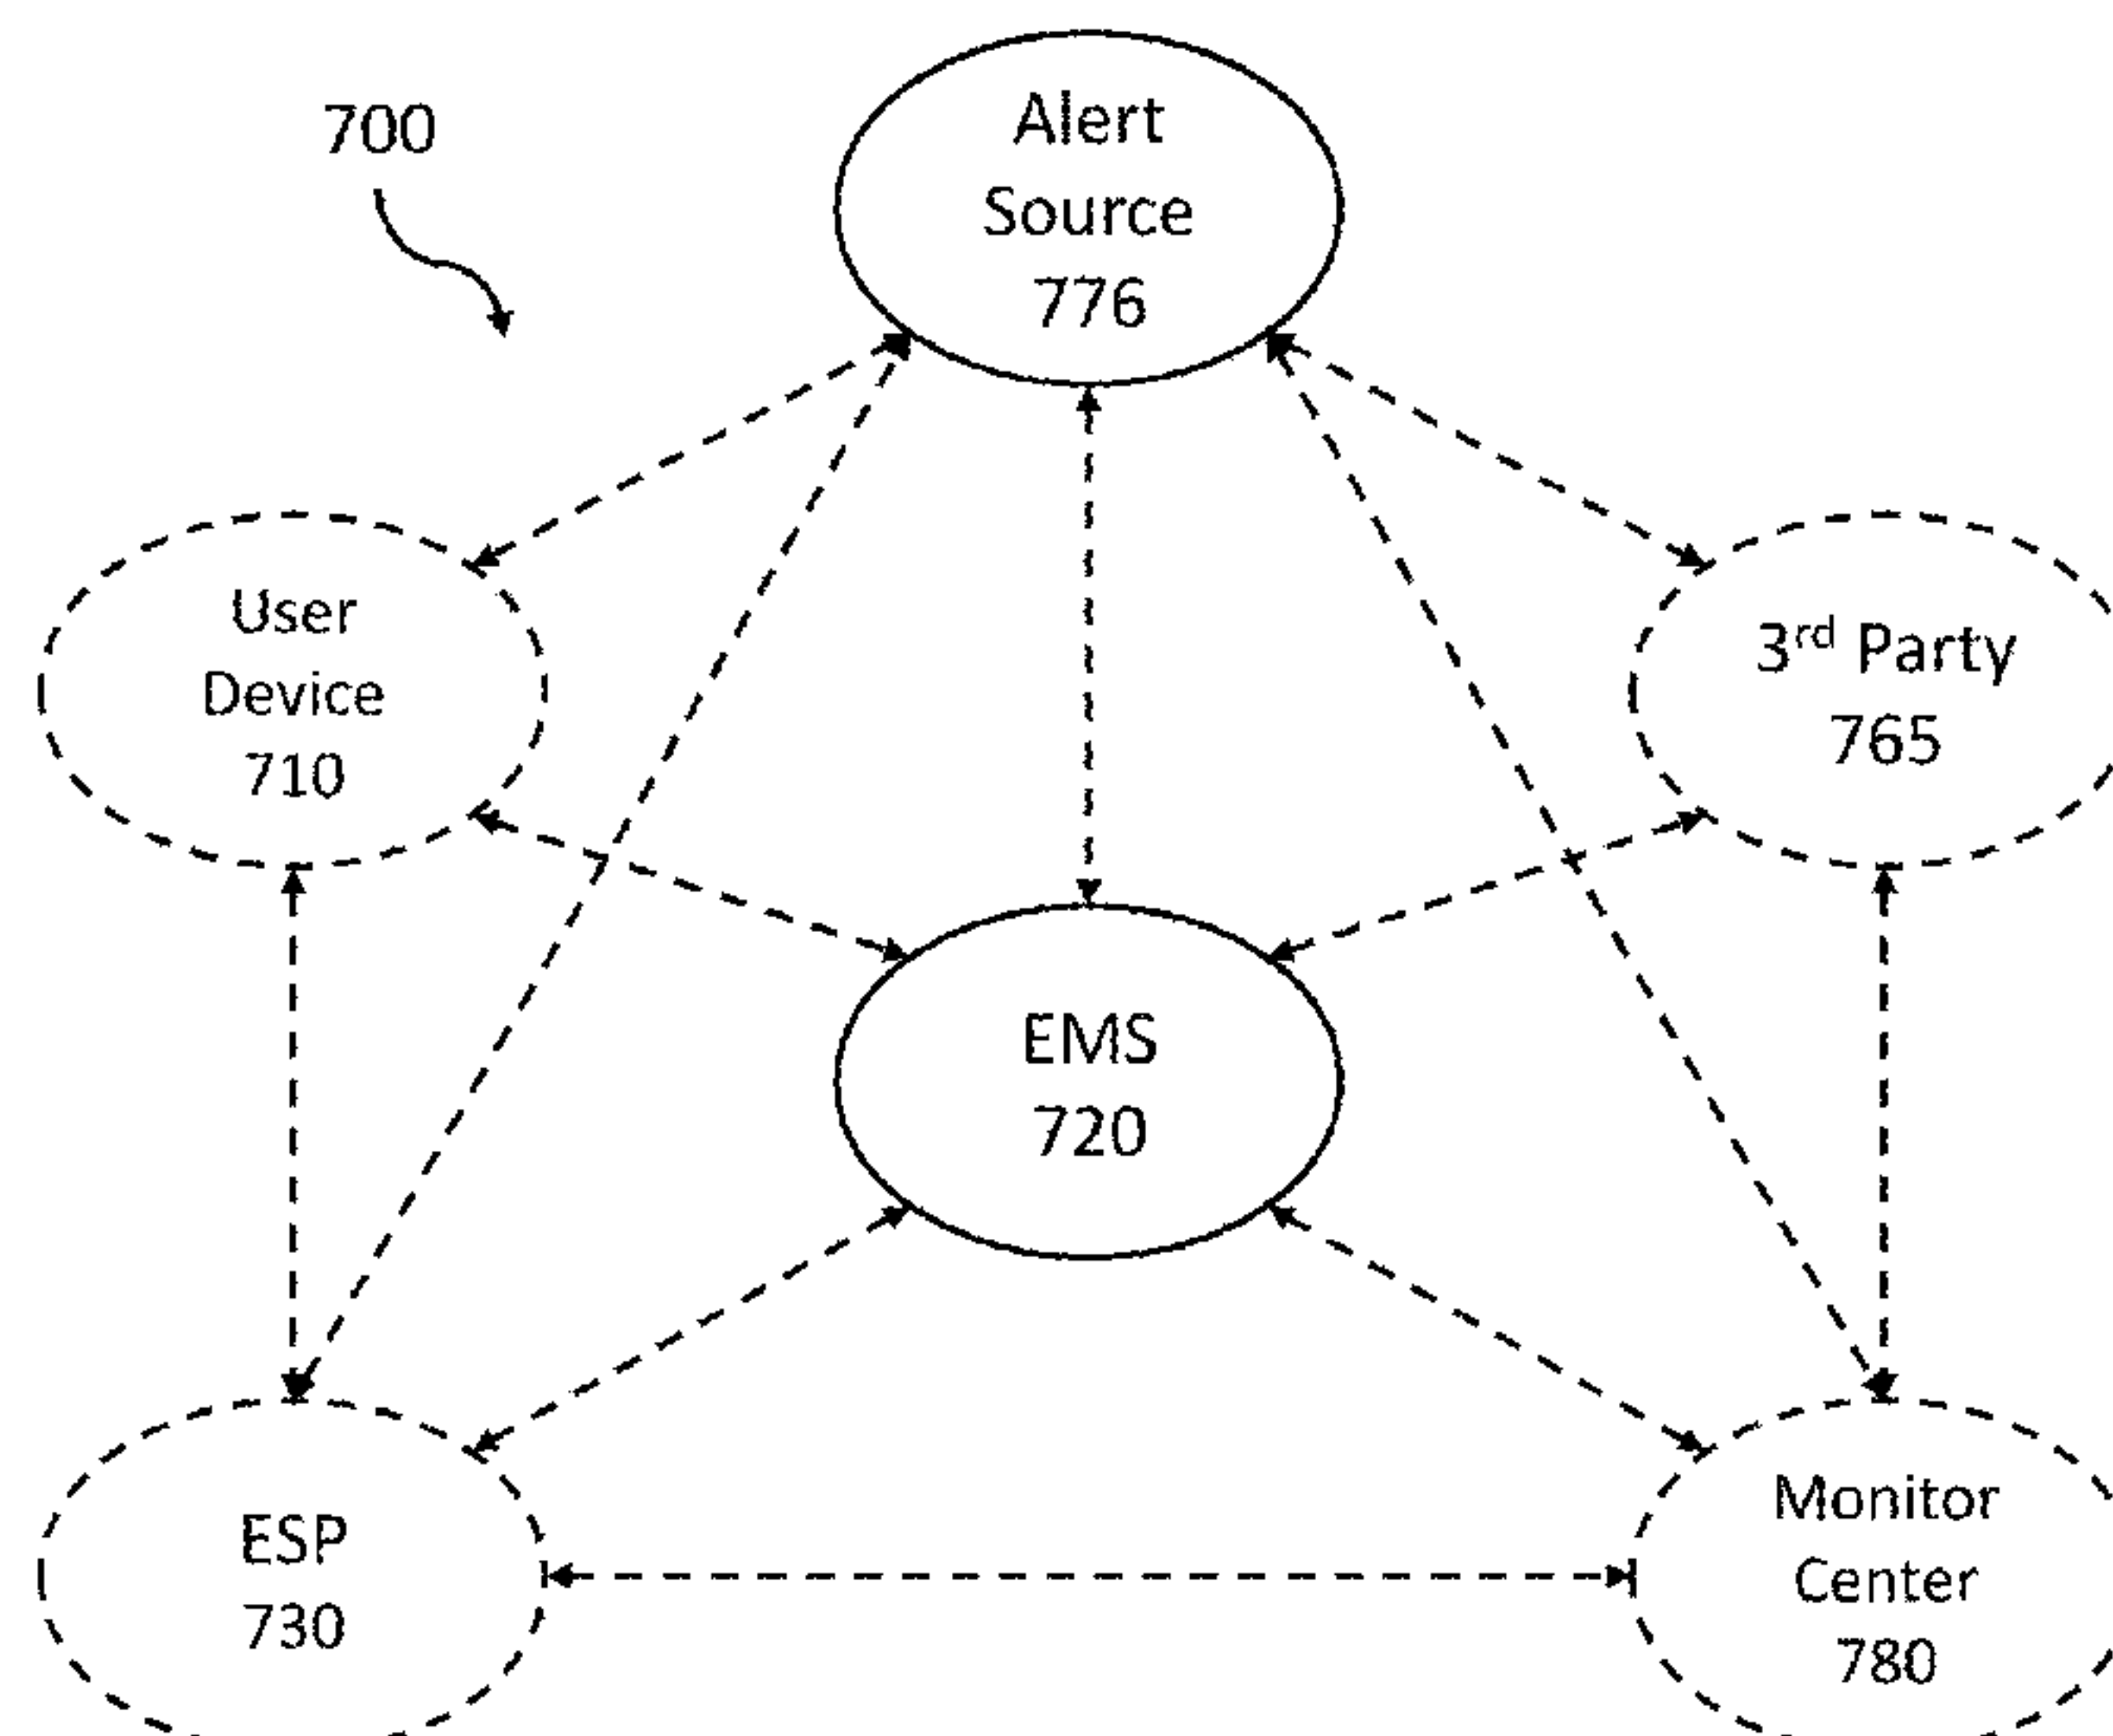 700
Alert
Source
776
User
Device
710
3rd Party
765
EMS
720
ESP
730
Monitor
Center
780